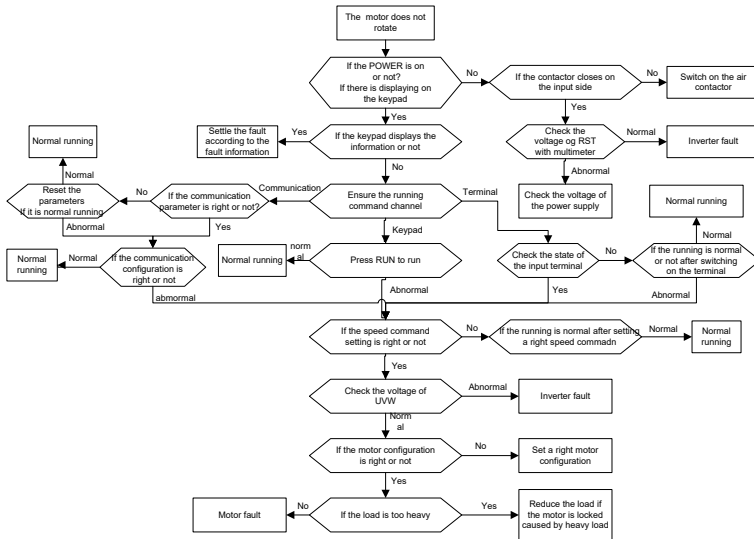 The motor does not
rotate
If the POWER is on
or not?
If there is displaying on
the keypad
No
If the contactor closes on
the input side
No
Switch on the air
contactor
Yes
Yes
Settle the fault
according to the
fault information
Yes
If the keypad displays the
information or not
Check the
voltage og RST
with multimeter
Normal
Inverter fault
Normal running
No
Abnormal
Normal
Reset the
parameters
If it is normal running
No
If the communication
parameter is right or not?
Communication
Ensure the running
command channel
Terminal
Check the voltage of
the power supply
Normal running
Abnormal
Yes
Keypad
Normal
Normal
running
Normal
If the communication
configuration is
right or not
Normal running
norm
al
Press RUN to run
Check the state of
the input terminal
No
If the running is normal
or not after switching
on the terminal
abmormal
Abnormal
Yes
Abnormal
If the speed command
setting is right or not
No
If the running is normal after setting
a right speed commadn
Normal
Normal
running
Yes
Check the voltage of
UVW
Abnormal
Inverter fault
Norm
al
If the motor configuration
is right or not
No
Set a right motor
configuration
Yes
Motor fault
No
If the load is too heavy
Yes
Reduce the load if
the motor is locked
caused by heavy load